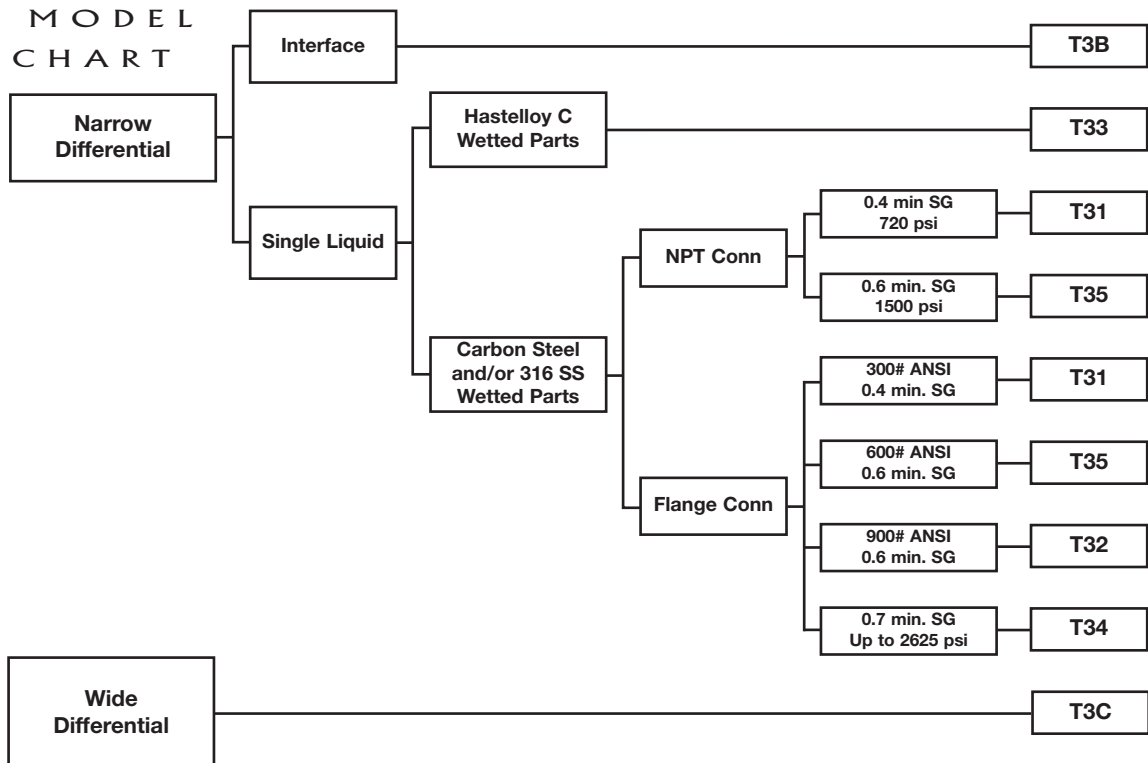 MODEL
CHART
Narrow
Differential
Interface
T3B
Single Liquid
Hastelloy C
Wetted Parts
T33
Carbon Steel
and/or 316 SS
Wetted Parts
NPT Conn
0.4 min SG
720 psi
T31
0.6 min. SG
1500 psi
T35
Flange Conn
300# ANSI
0.4 min. SG
T31
600# ANSI
0.6 min. SG
T35
900# ANSI
0.6 min. SG
T32
0.7 min. SG
Up to 2625 psi
T34
Wide
Differential
T3C